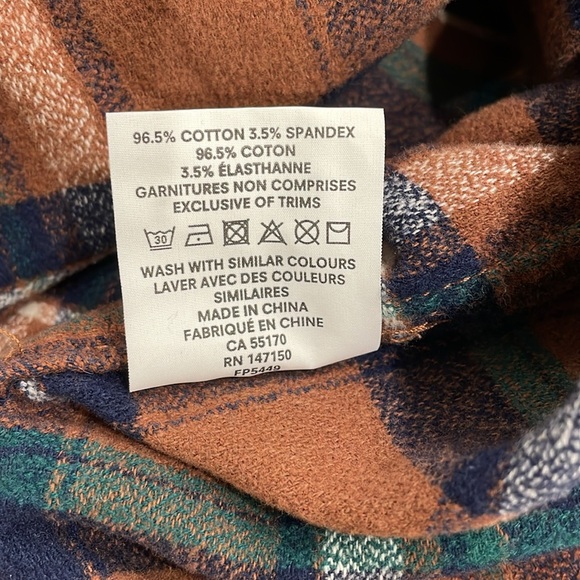 96.5% COTTON 3.5% SPANDEX
96.5% COTON
3.5% ÉLASTHANNE
GARNITURES NON COMPRISES
EXCLUSIVE OF TRIMS
30
WASH WITH SIMILAR COLOURS
LAVER AVEC DES COULEURS
SIMILAIRES
MADE IN CHINA
FABRIQUÉ EN CHINE
CA 55170
RN 147150
FP5449